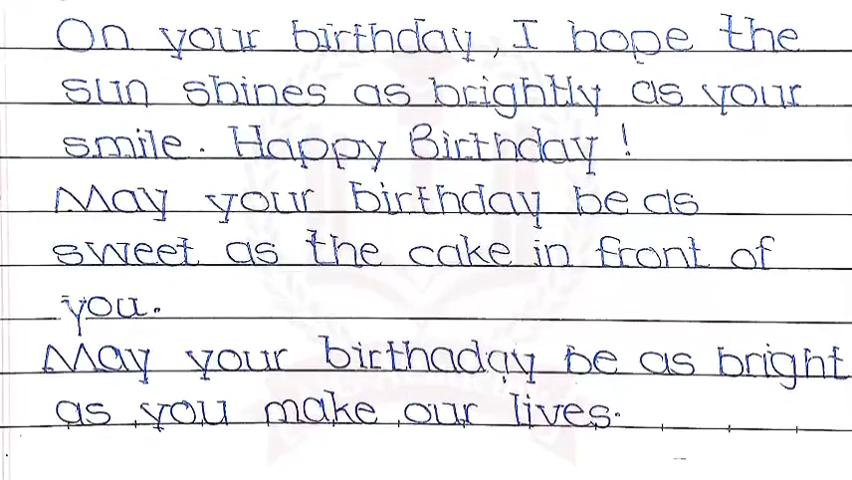 On your birthday, I hope the
sun shines as brightly as your
smile. Happy Birthday!
May your birthday be as
sweet as the cake in front of
you.
May your birthaday be as bright
as you make our lives.